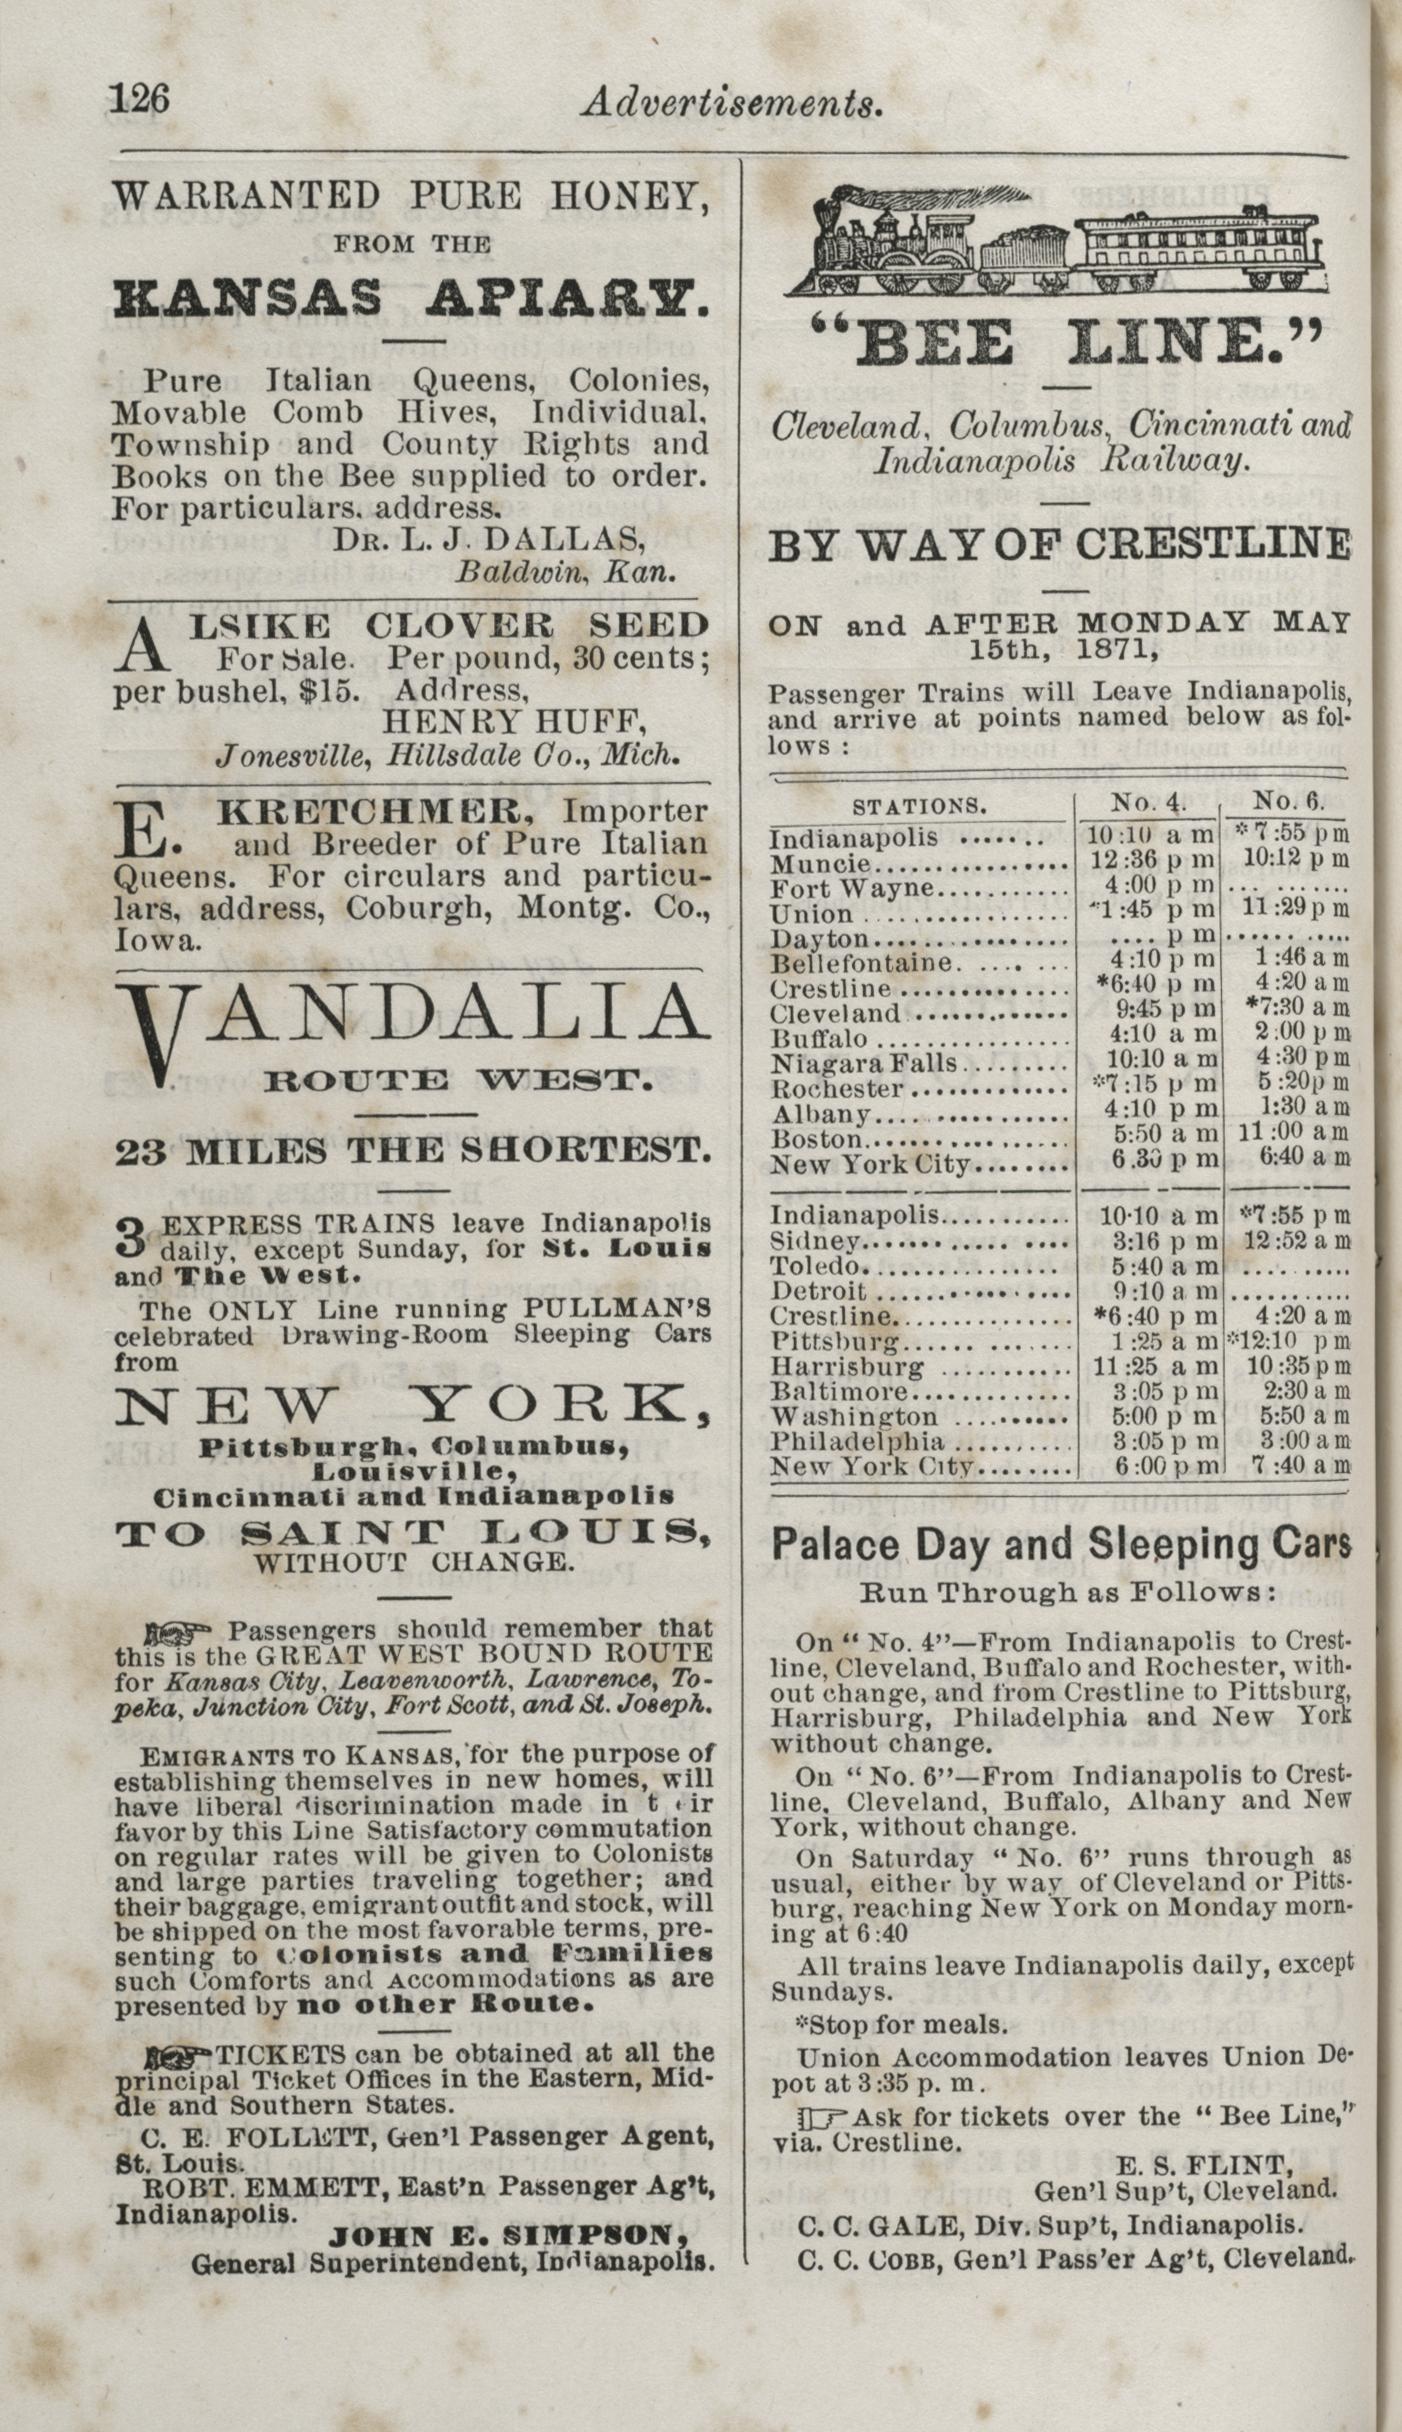 126
Advertisements.
WARRANTED PURE HONEY,
FROM THE
KANSAS APIARY.
Pure Italian Queens, Colonies,
Movable Comb Hives, Individual,
Township and County Rights and
Books on the Bee supplied to order.
For particulars. address.
DR. L. J. DALLAS,
Baldwin, Kan.
ALSIKE CLOVER SEED
For Sale. Per pound, 30 cents;
per bushel, $15. Address,
HENRY HUFF,
Jonesville, Hillsdale Co., Mich.
E. KRETCHMER, Importer
and Breeder of Pure Italian
Queens. For circulars and particu-
lars, address, Coburgh, Montg. Co.,
Iowa.
VANDALIA
ROUTE WEST.
23 MILES THE SHORTEST.
3 EXPRESS TRAINS leave Indianapolis
daily, except Sunday, for St. Louis
and The West.
The ONLY Line running PULLMAN'S
celebrated Drawing-Room Sleeping Cars
from
NEW YORK,
Pittsburgh, Columbus,
Louisville,
Cincinnati and Indianapolis
TO SAINT LOUIS,
WITHOUT CHANGE.
☞ Passengers should remember that
this is the GREAT WEST BOUND ROUTE
for Kansas City, Leavenworth, Lawrence, To-
peka, Junction City, Fort Scott, and St. Joseph.
EMIGRANTS TO KANSAS, for the purpose of
establishing themselves in new homes, will
have liberal discrimination made in t ir
favor by this Line Satisfactory commutation
on regular rates will be given to Colonists
and large parties traveling together; and
their baggage, emigrant outfit and stock, will
be shipped on the most favorable terms, pre-
senting to Colonists and Families
such Comforts and Accommodations as are
presented by no other Route.
☞ TICKETS can be obtained at all the
principal Ticket Offices in the Eastern, Mid-
dle and Southern States.
C. E. FOLLETT, Gen'l Passenger Agent,
St. Louis.
ROBT. EMMETT, East'n Passenger Ag't,
Indianapolis.
JOHN E. SIMPSON,
General Superintendent, Indianapolis.
"BEE LINE."
Cleveland, Columbus, Cincinnati and
Indianapolis Railway.
BY WAY OF CRESTLINE
ON and AFTER MONDAY MAY
15th, 1871,
Passenger Trains will Leave Indianapolis,
and arrive at points named below as fol-
lows :
STATIONS. No. 4. No. 6.
Indianapolis ....... 10:10 a m *7:55 p m
Muncie................ 12:36 p m 10:12 p m
Fort Wayne........... 4:00 p m ... .......
Union .................. *1:45 p m 11:29 p m
Dayton................ .... p m ...........
Bellefontaine. .... ... 4:10 p m 1:46 a m
Crestline .............. *6:40 p m 4:20 a m
Cleveland ............. 9:45 p m *7:30 a m
Buffalo ................ 4:10 a m 2:00 p m
Niagara Falls......... 10:10 a m 4:30 p m
Rochester ............. *7:15 p m 5:20p m
Albany................. 4:10 p m 1:30 a m
Boston.................. 5:50 a m 11:00 a m
New York City........ 6.30 p m 6:40 a m
Indianapolis........... 10·10 a m *7:55 p m
Sidney............ .... 3:16 p m 12:52 a m
Toledo................. 5:40 a m .... .....
Detroit ................ 9:10 a m ............
Crestline............... *6:40 p m 4:20 a m
Pittsburg...... ....... 1:25 a m *12:10 p m
Harrisburg ........... 11:25 a m 10:35 p m
Baltimore............. 3:05 p m 2:30 a m
Washington .......... 5:00 p m 5:50 a m
Philadelphia .......... 3:05 p m 3:00 a m
New York City........ 6:00 p m 7:40 a m
Palace Day and Sleeping Cars
Run Through as Follows:
On " No. 4"—From Indianapolis to Crest-
line, Cleveland, Buffalo and Rochester, with-
out change, and from Crestline to Pittsburg,
Harrisburg, Philadelphia and New York
without change.
On " No. 6"—From Indianapolis to Crest-
line, Cleveland, Buffalo, Albany and New
York, without change.
On Saturday " No. 6" runs through as
usual, either by way of Cleveland or Pitts-
burg, reaching New York on Monday morn-
ing at 6:40
All trains leave Indianapolis daily, except
Sundays.
*Stop for meals.
Union Accommodation leaves Union De-
pot at 3:35 p. m.
☞ Ask for tickets over the " Bee Line,"
via. Crestline.
E. S. FLINT,
Gen'l Sup't, Cleveland.
C. C. GALE, Div. Sup't, Indianapolis.
C. C. COBB, Gen'l Pass'er Ag't, Cleveland.